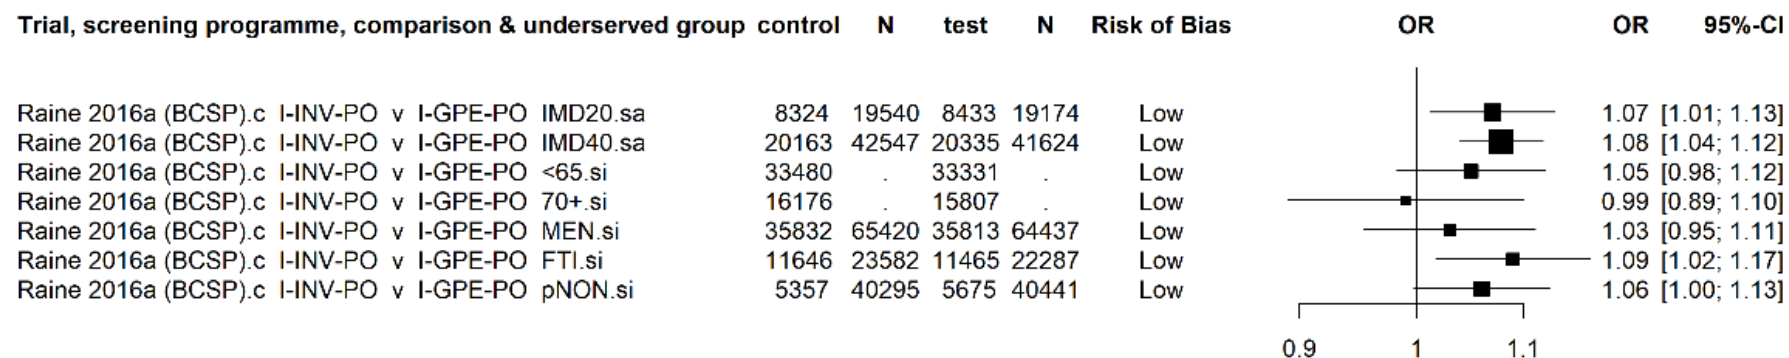 Trial, screening programme, comparison & underserved group control N test N Risk of Bias OR OR 95%-CI
Raine 2016a (BCSP).c I-INV-PO v I-GPE-PO IMD20.sa 8324 19540 8433 19174 Low 1.07 [1.01; 1.13]
Raine 2016a (BCSP).c I-INV-PO v I-GPE-PO IMD40.sa 20163 42547 20335 41624 Low 1.08 [1.04; 1.12]
Raine 2016a (BCSP).c I-INV-PO v I-GPE-PO <65.si 33480 . 33331 . Low 1.05 [0.98; 1.12]
Raine 2016a (BCSP).c I-INV-PO v I-GPE-PO 70+.si 16176 . 15807 . Low 0.99 [0.89; 1.10]
Raine 2016a (BCSP).c I-INV-PO v I-GPE-PO MEN.si 35832 65420 35813 64437 Low 1.03 [0.95; 1.11]
Raine 2016a (BCSP).c I-INV-PO v I-GPE-PO FTI.si 11646 23582 11465 22287 Low 1.09 [1.02; 1.17]
Raine 2016a (BCSP).c I-INV-PO v I-GPE-PO pNON.si 5357 40295 5675 40441 Low 1.06 [1.00; 1.13]
0.9 1 1.1